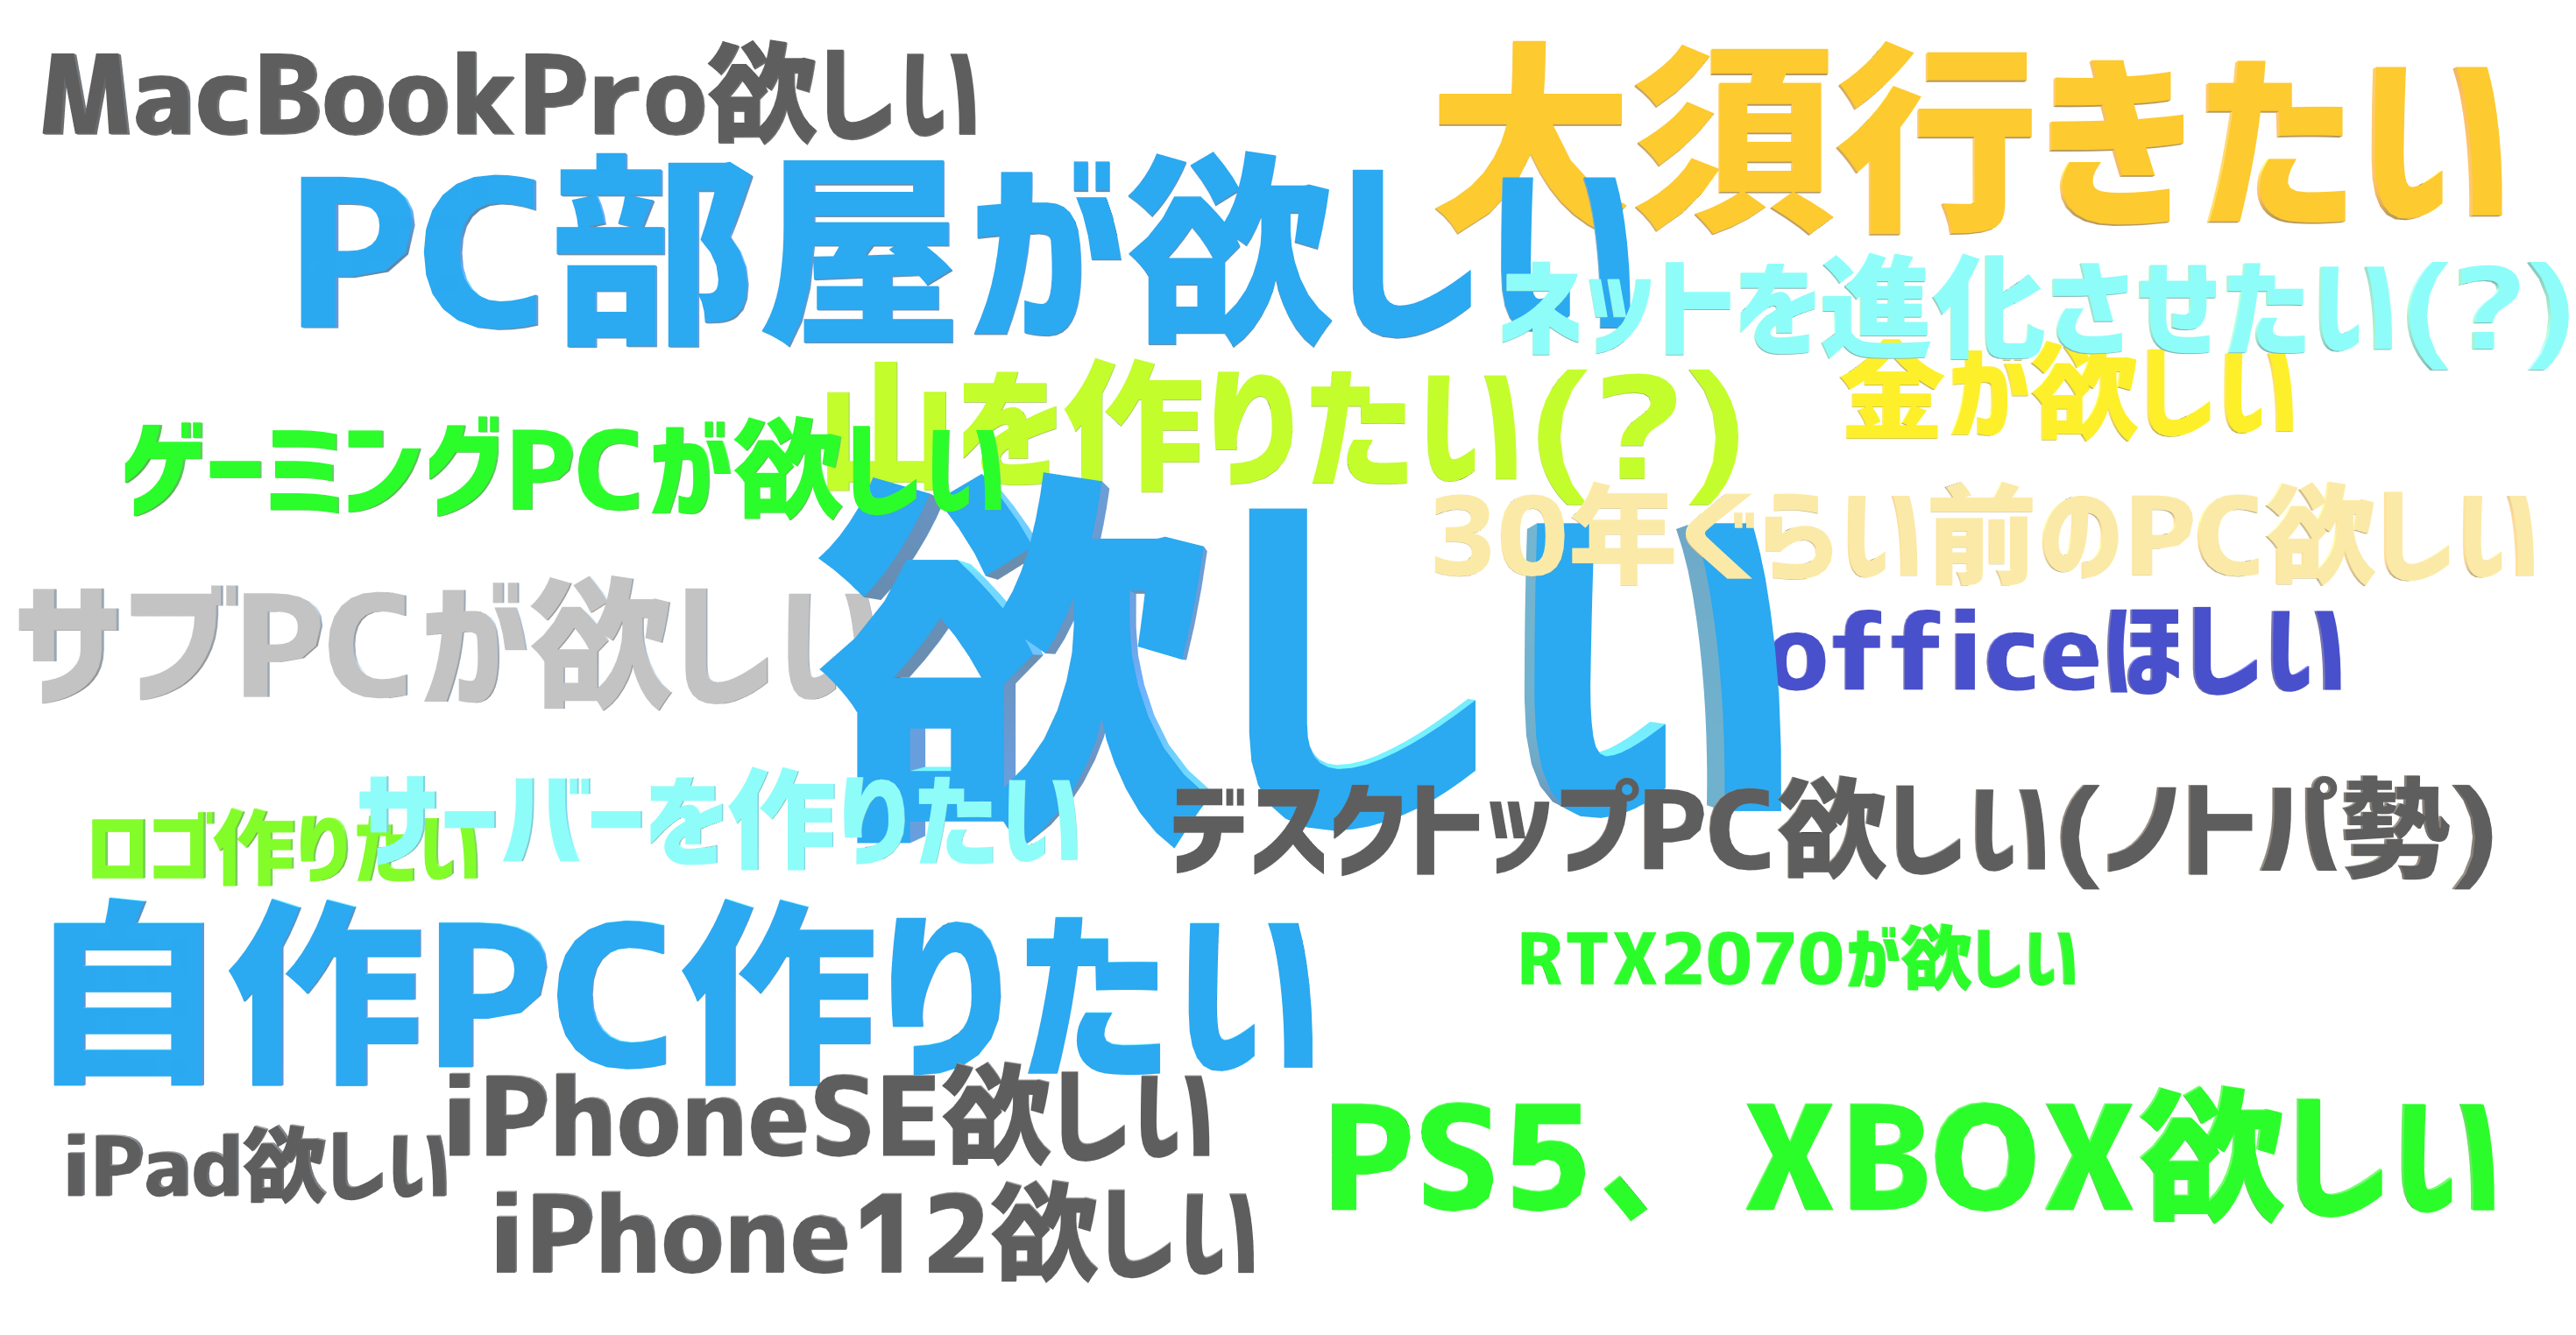 MacBookPro欲しい
大須行きたい
PC部屋が欲しい
ネットを進化させたい(?)
金が欲しい
山を作りたい(?)
ゲーミングPCが欲しい
30年ぐらい前のPC欲しい
欲しい
サブPCが欲しい
officeほしい
サーバーを作りたい
デスクトップPC欲しい(ノトパ勢)
ロゴ作りたい
自作PC作りたい
RTX2070が欲しい
iPhoneSE欲しい
PS5、XBOX欲しい
iPad欲しい
iPhone12欲しい